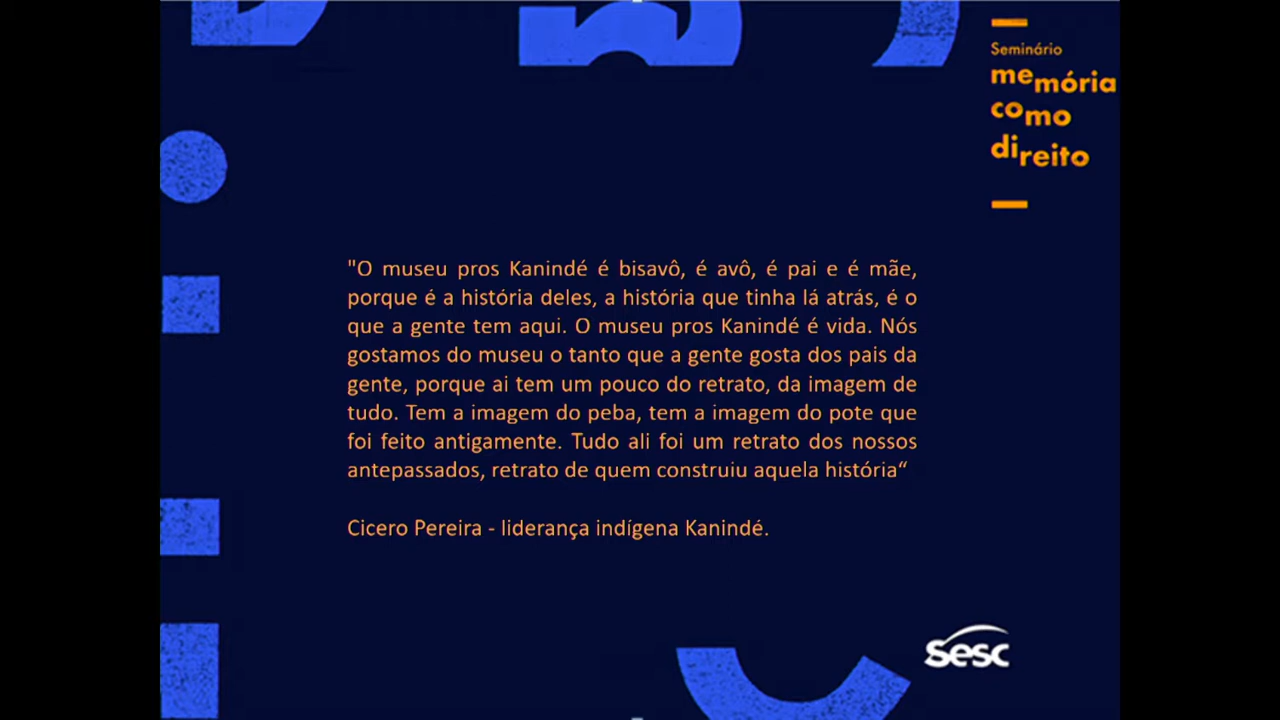 Seminário
memória
como
direito
"O museu pros Kanindé é bisavô, é avô, é pai e é mãe,
porque é a história deles, a história que tinha lá atrás, é o
que a gente tem aqui. O museu pros Kanindé é vida. Nós
gostamos do museu o tanto que a gente gosta dos pais da
gente, porque ai tem um pouco do retrato, da imagem de
tudo. Tem a imagem do peba, tem a imagem do pote que
foi feito antigamente. Tudo ali foi um retrato dos nossos
antepassados, retrato de quem construiu aquela história“
Cicero Pereira - liderança indígena Kanindé.
Sesc